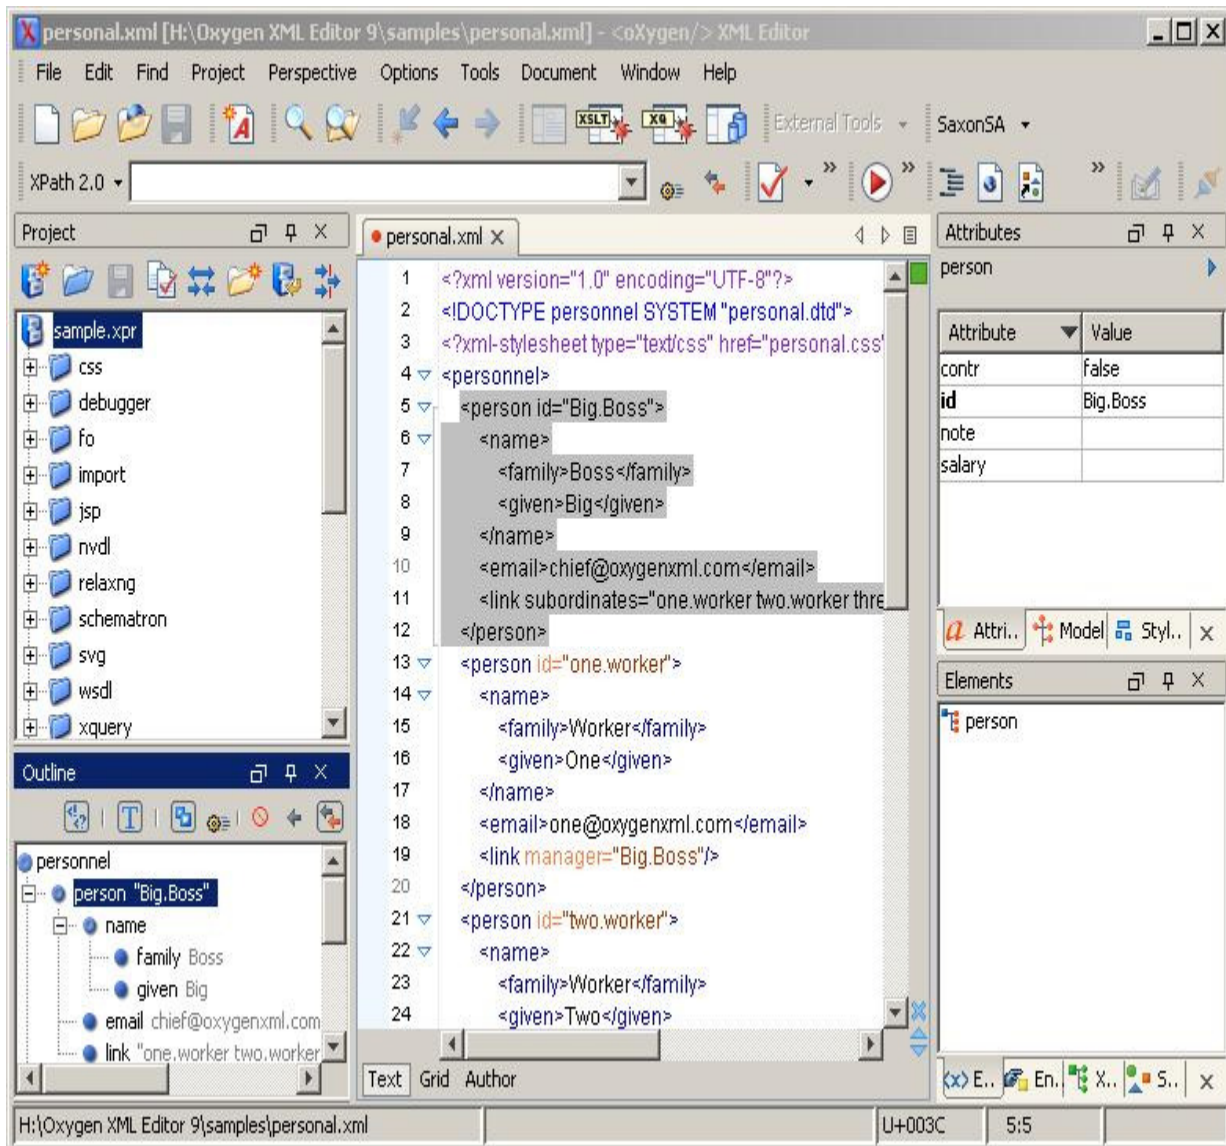 personal.xml [H:\Oxygen XML Editor 9\samples\personal.xml] - <oXygen/> XML Editor
File Edit Find Project Perspective Options Tools Document Window Help
XSLT XQ External Tools SaxonSA
XPath 2.0
Project
sample.xpr
css
debugger
fo
import
jsp
nvdl
relaxng
schematron
svg
wsdl
xquery
Outline
personnel
person "Big.Boss"
name
family Boss
given Big
email chief@oxygenxml.com
link "one.worker two.worker
personal.xml
1 <?xml version="1.0" encoding="UTF-8"?>
2 <!DOCTYPE personnel SYSTEM "personal.dtd">
3 <?xml-stylesheet type="text/css" href="personal.css"
4 <personnel>
5 <person id="Big.Boss">
6 <name>
7 <family>Boss</family>
8 <given>Big</given>
9 </name>
10 <email>chief@oxygenxml.com</email>
11 <link subordinates="one.worker two.worker thre
12 </person>
13 <person id="one.worker">
14 <name>
15 <family>Worker</family>
16 <given>One</given>
17 </name>
18 <email>one@oxygenxml.com</email>
19 <link manager="Big.Boss"/>
20 </person>
21 <person id="two.worker">
22 <name>
23 <family>Worker</family>
24 <given>Two</given>
Text Grid Author
Attributes
person
Attribute Value
contr false
id Big.Boss
note
salary
Attri.. Model Styl..
Elements
person
E.. En.. X.. S..
H:\Oxygen XML Editor 9\samples\personal.xml U+003C 5:5